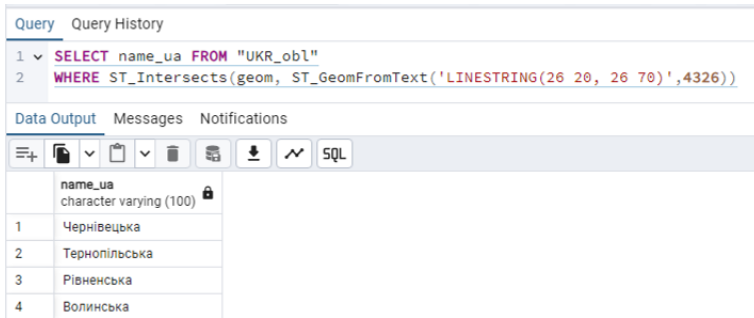 Query Query History
1 SELECT name_ua FROM "UKR_obl"
2 WHERE ST_Intersects(geom, ST_GeomFromText('LINESTRING(26 20, 26 70)',4326))
Data Output Messages Notifications
SQL
name_ua
character varying (100)
1 Чернівецька
2 Тернопільська
3 Рівненська
4 Волинська